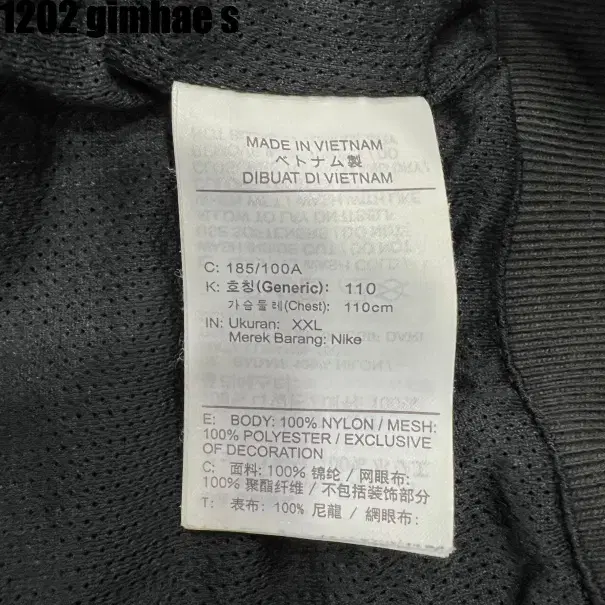 1202 gimhae s
MADE IN VIETNAM
ベトナム製
DIBUAT DI VIETNAM
C: 185/100A
K: 호칭(Generic): 110
가슴둘레(Chest): 110cm
IN: Ukuran: XXL
Merek Barang: Nike
E: BODY: 100% NYLON / MESH:
100% POLYESTER / EXCLUSIVE
OF DECORATION
C: 面料: 100% 锦纶 / 网眼布:
100% 聚酯纤维 / 不包括装饰部分
T: 表布: 100% 尼龍 / 網眼布: